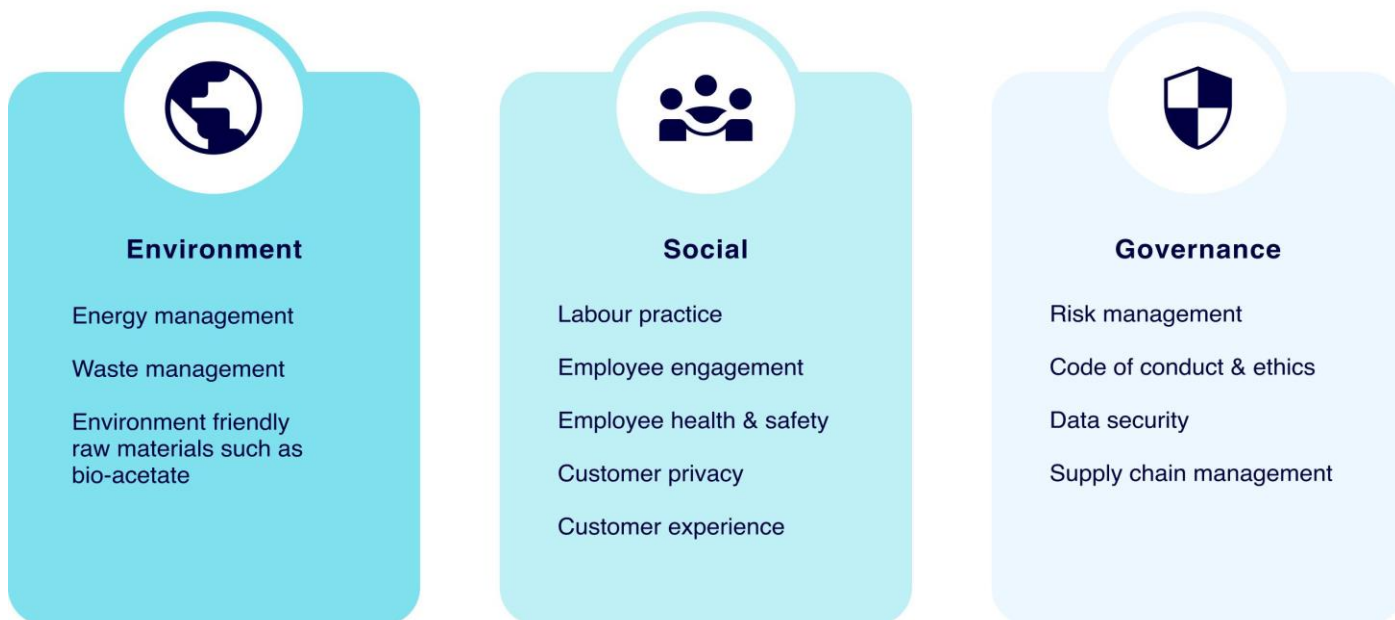 Environment
Energy management
Waste management
Environment friendly
raw materials such as
bio-acetate
Social
Labour practice
Employee engagement
Employee health & safety
Customer privacy
Customer experience
Governance
Risk management
Code of conduct & ethics
Data security
Supply chain management